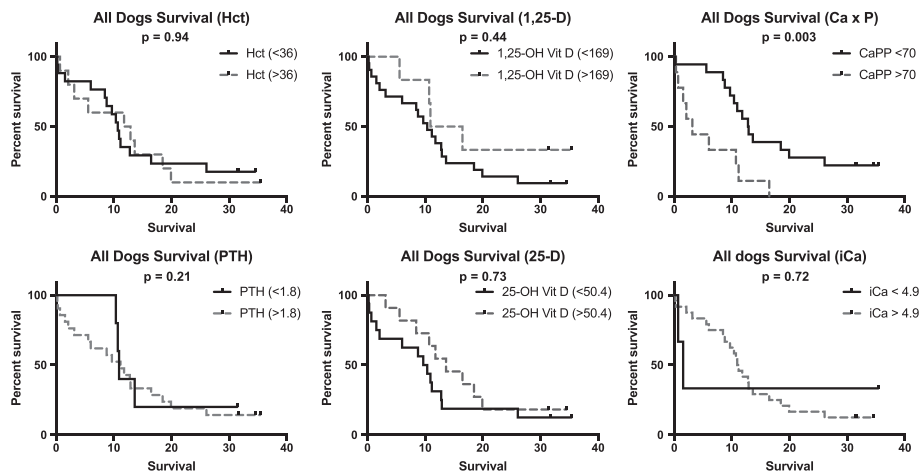 All Dogs Survival (Hct)
p = 0.94
Hct (<36)
Hct (>36)
Percent survival
100
50
0
0 10 20 30 40
Survival
All Dogs Survival (1,25-D)
p = 0.44
1,25-OH Vit D (<169)
1,25-OH Vit D (>169)
Percent survival
100
50
0
0 10 20 30 40
Survival
All Dogs Survival (Ca x P)
p = 0.003
CaPP <70
CaPP >70
Percent survival
100
50
0
0 10 20 30 40
Survival
All Dogs Survival (PTH)
p = 0.21
PTH (<1.8)
PTH (>1.8)
Percent survival
100
50
0
0 10 20 30 40
Survival
All Dogs Survival (25-D)
p = 0.73
25-OH Vit D (<50.4)
25-OH Vit D (>50.4)
Percent survival
100
50
0
0 10 20 30 40
Survival
All dogs Survival (iCa)
p = 0.72
iCa < 4.9
iCa > 4.9
Percent survival
100
50
0
0 10 20 30 40
Survival